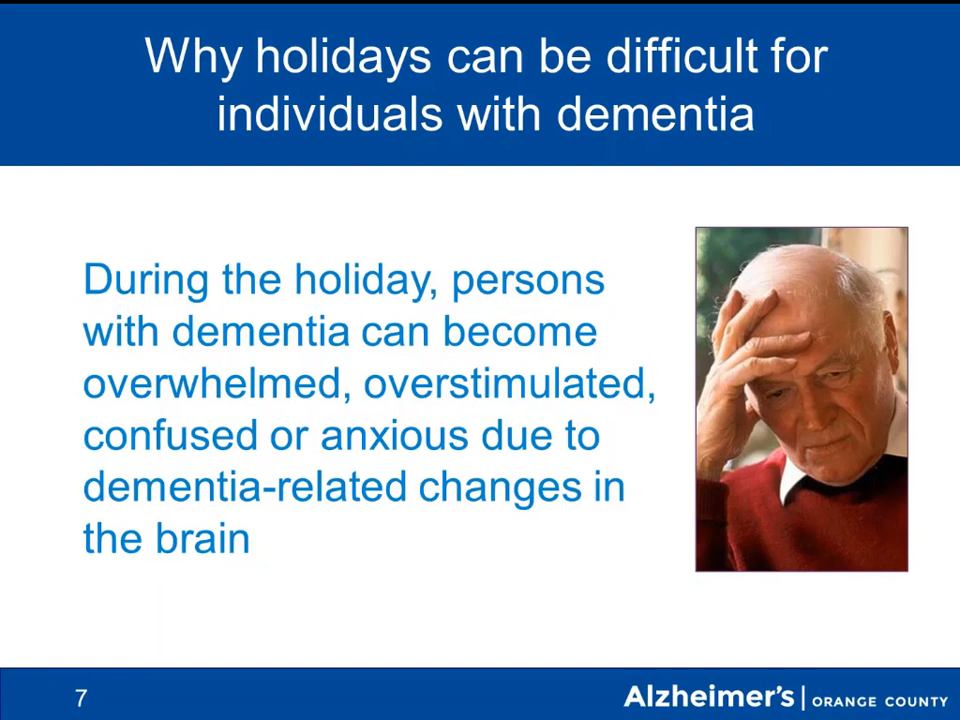 Why holidays can be difficult for
individuals with dementia
During the holiday, persons
with dementia can become
overwhelmed, overstimulated,
confused or anxious due to
dementia-related changes in
the brain
7
Alzheimer's | ORANGE COUNTY